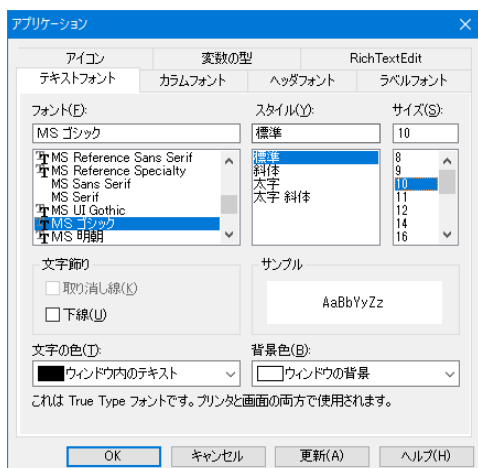 アプリケーション
アイコン 変数の型 RichTextEdit
テキストフォント カラムフォント ヘッダフォント ラベルフォント
フォント(F): スタイル(Y): サイズ(S):
MS ゴシック 標準 10
MS Reference Sans Serif 標準 8
MS Reference Specialty 斜体 9
MS Sans Serif 太字 10
MS Serif 太字 斜体 11
MS UI Gothic 12
MS ゴシック 14
MS 明朝 16
文字飾り サンプル
取り消し線(K)
下線(U)
AaBbYyZz
文字の色(T): 背景色(B):
ウィンドウ内のテキスト ウィンドウの背景
これは True Type フォントです。プリンタと画面の両方で使用されます。
OK キャンセル 更新(A) ヘルプ(H)